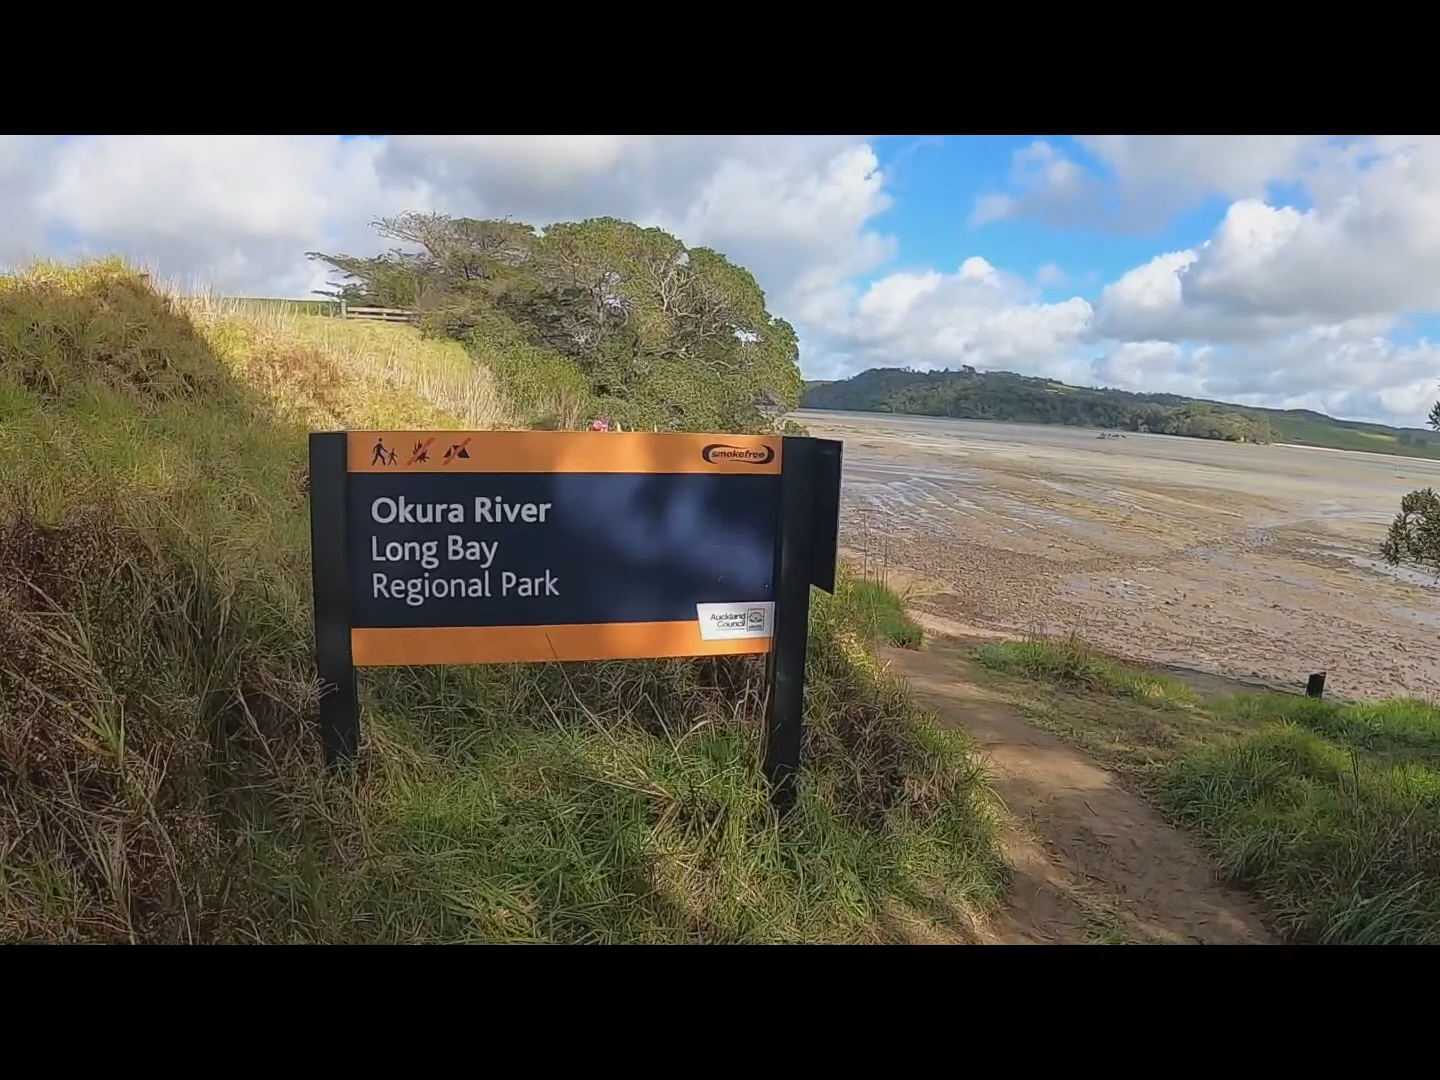 smokefree
Okura River
Long Bay
Regional Park
Auckland
Council